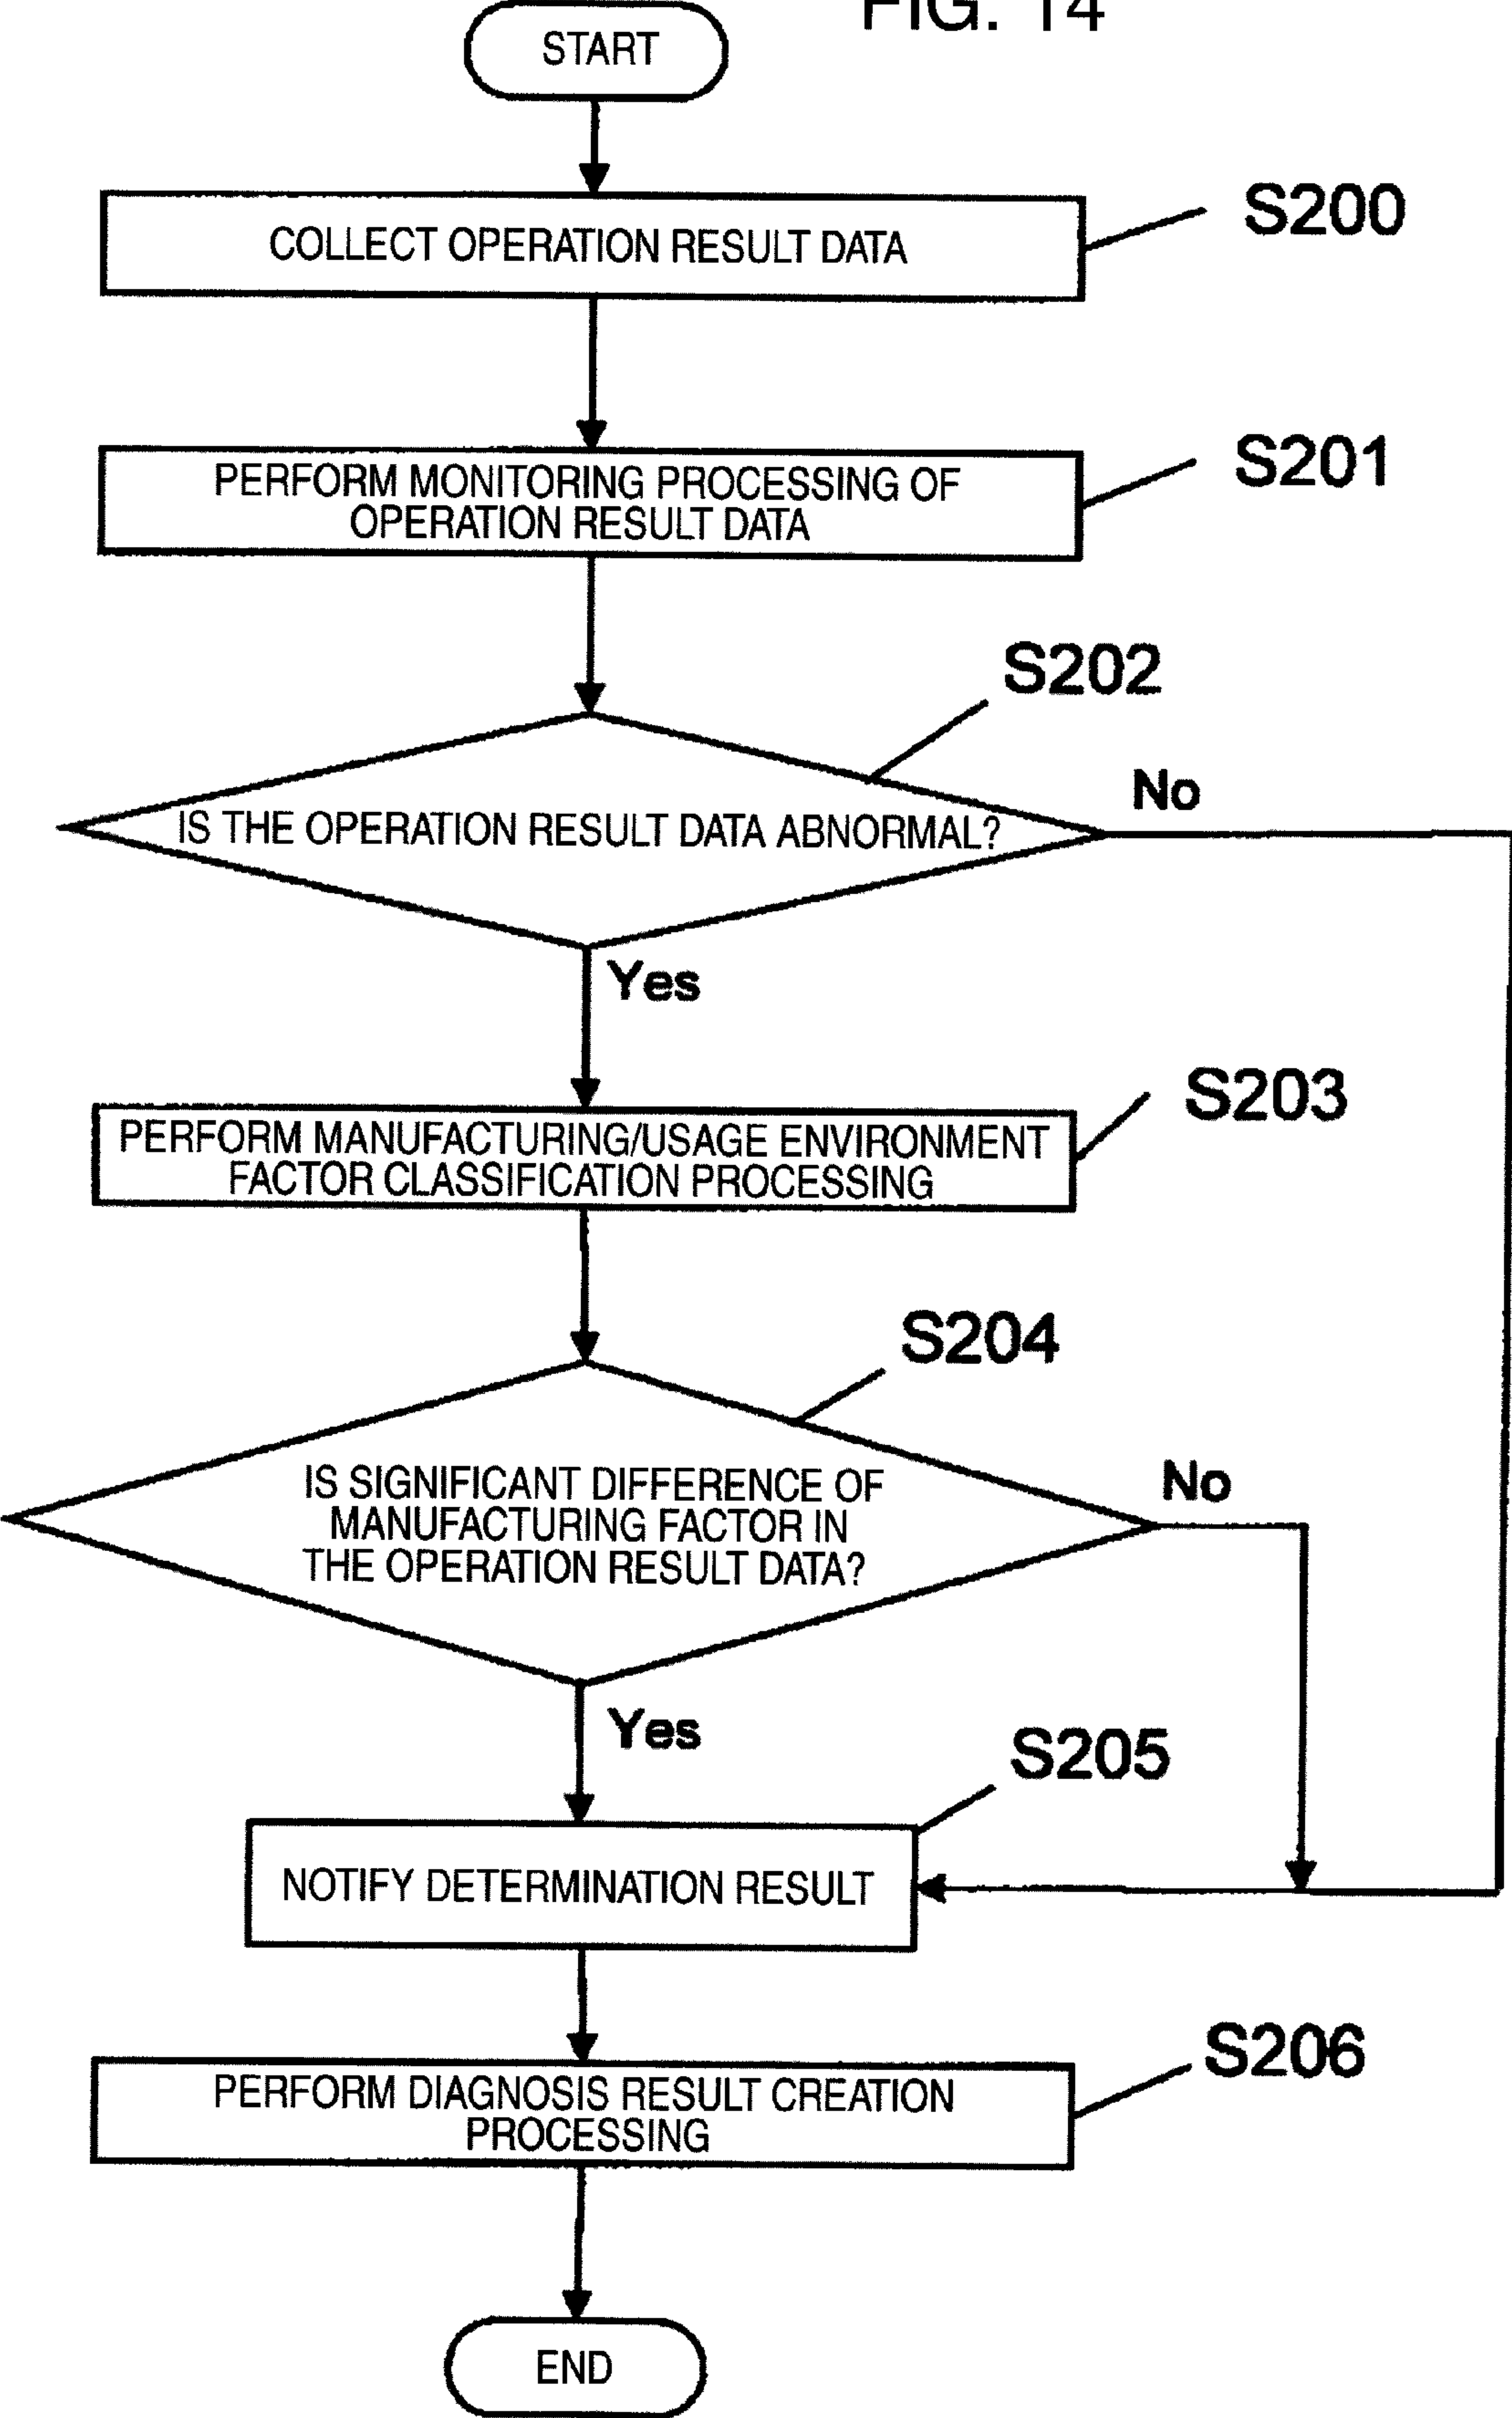 FIG. 14
START
COLLECT OPERATION RESULT DATA
S200
PERFORM MONITORING PROCESSING OF
OPERATION RESULT DATA
S201
S202
IS THE OPERATION RESULT DATA ABNORMAL?
No
Yes
PERFORM MANUFACTURING/USAGE ENVIRONMENT
FACTOR CLASSIFICATION PROCESSING
S203
S204
IS SIGNIFICANT DIFFERENCE OF
MANUFACTURING FACTOR IN
THE OPERATION RESULT DATA?
No
Yes
S205
NOTIFY DETERMINATION RESULT
S206
PERFORM DIAGNOSIS RESULT CREATION
PROCESSING
END